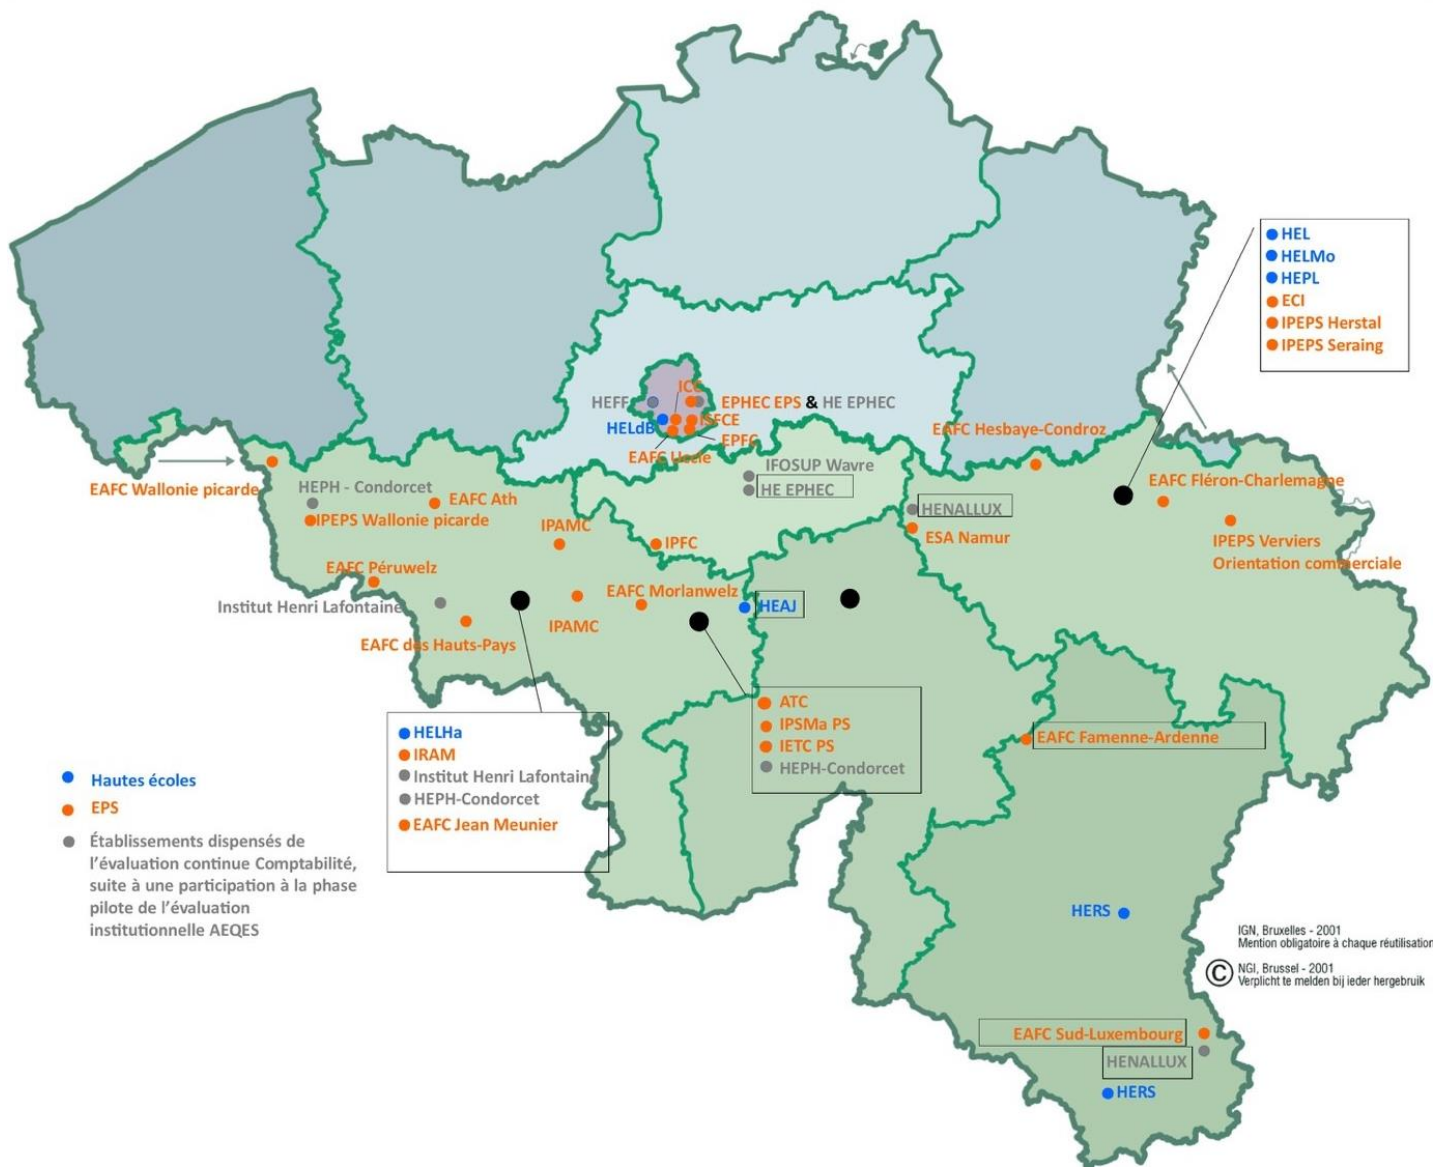 HEL
HELMo
HEPL
ECI
IPEPS Herstal
IPEPS Seraing
ICC
HEFF
EPHEC EPS & HE EPHEC
HELdB
ISFCE
EPFC
EAFC Uccle
EAFC Hesbaye-Condroz
IFOSUP Wavre
HE EPHEC
EAFC Wallonie picarde
HEPH - Condorcet
EAFC Ath
IPEPS Wallonie picarde
IPAMC
IPFC
HENALLUX
ESA Namur
EAFC Fléron-Charlemagne
IPEPS Verviers
Orientation commerciale
EAFC Péruwelz
Institut Henri Lafontaine
EAFC des Hauts-Pays
IPAMC
EAFC Morlanwelz
HEAJ
HELHa
IRAM
Institut Henri Lafontaine
HEPH-Condorcet
EAFC Jean Meunier
ATC
IPSMa PS
IETC PS
HEPH-Condorcet
EAFC Famenne-Ardenne
Hautes écoles
EPS
Établissements dispensés de
l'évaluation continue Comptabilité,
suite à une participation à la phase
pilote de l'évaluation
institutionnelle AEQES
HERS
IGN, Bruxelles - 2001
Mention obligatoire à chaque réutilisation
© NGI, Brussel - 2001
Verplicht te melden bij ieder hergebruik
EAFC Sud-Luxembourg
HENALLUX
HERS